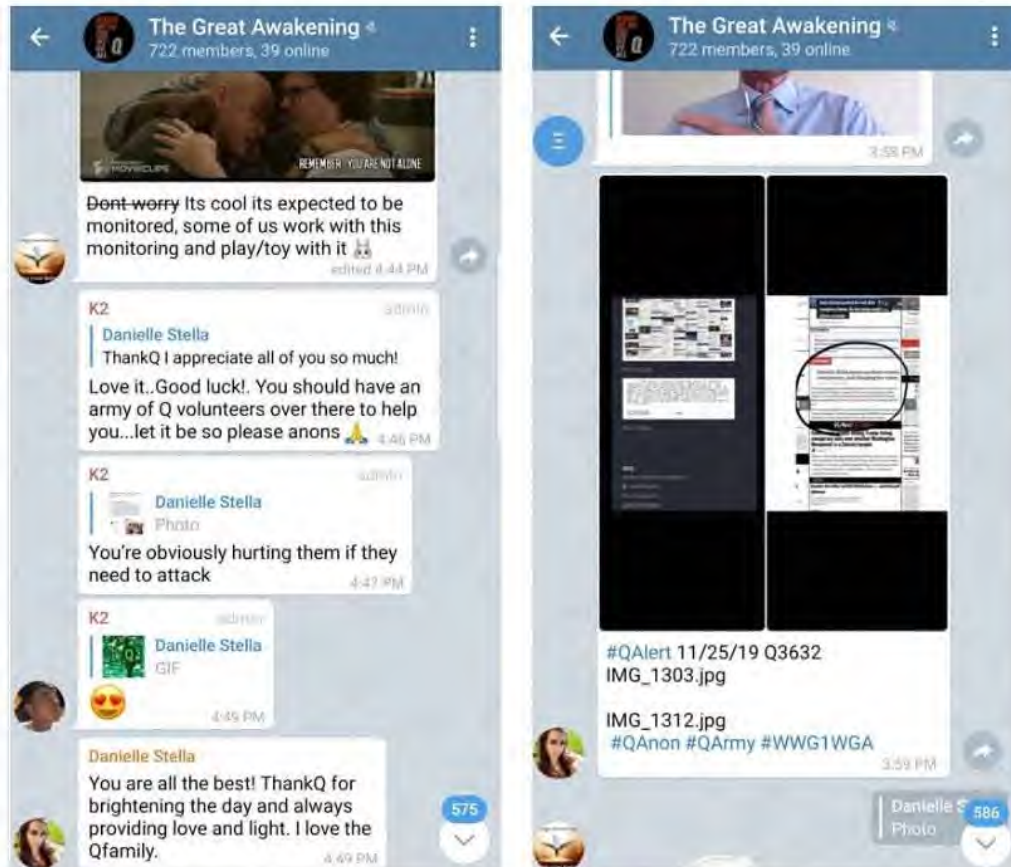 The Great Awakening
722 members, 39 online
MOVIECLIPS
REMEMBER YOU ARE NOT ALONE
Dont worry Its cool its expected to be
monitored, some of us work with this
monitoring and play/toy with it
edited 4:44 PM
K2 admin
Danielle Stella
ThankQ I appreciate all of you so much!
Love it..Good luck!. You should have an
army of Q volunteers over there to help
you...let it be so please anons 🙏 4:46 PM
K2 admin
Danielle Stella
Photo
You're obviously hurting them if they
need to attack
4:47 PM
K2 admin
Danielle Stella
GIF
😍
4:49 PM
Danielle Stella
You are all the best! ThankQ for
brightening the day and always
providing love and light. I love the
Qfamily.
4:49 PM
575
The Great Awakening
722 members, 39 online
3:58 PM
#QAlert 11/25/19 Q3632
IMG_1303.jpg
IMG_1312.jpg
#QAnon #QArmy #WWG1WGA
3:59 PM
Danielle S
Photo
586